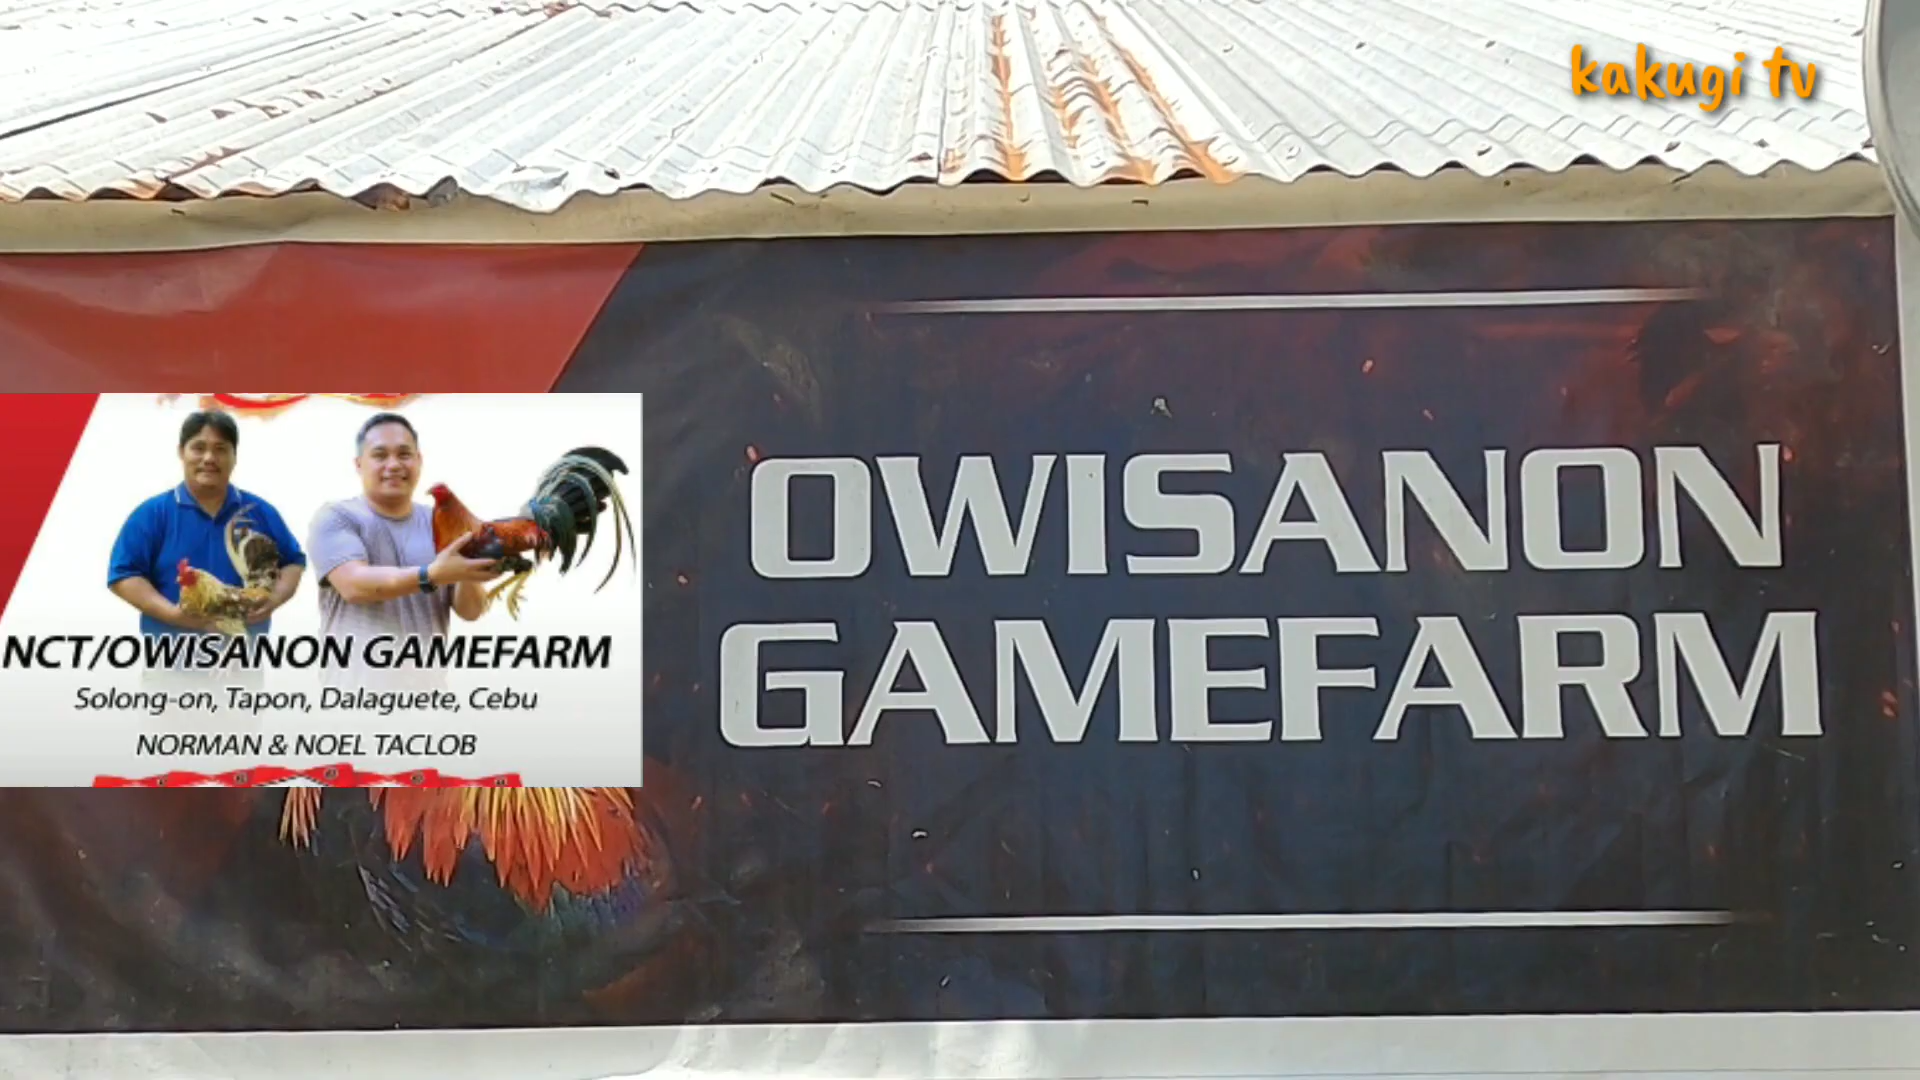 kakugi tv
OWISANON
GAMEFARM
NCT/OWISANON GAMEFARM
Solong-on, Tapon, Dalaguete, Cebu
NORMAN & NOEL TACLOB